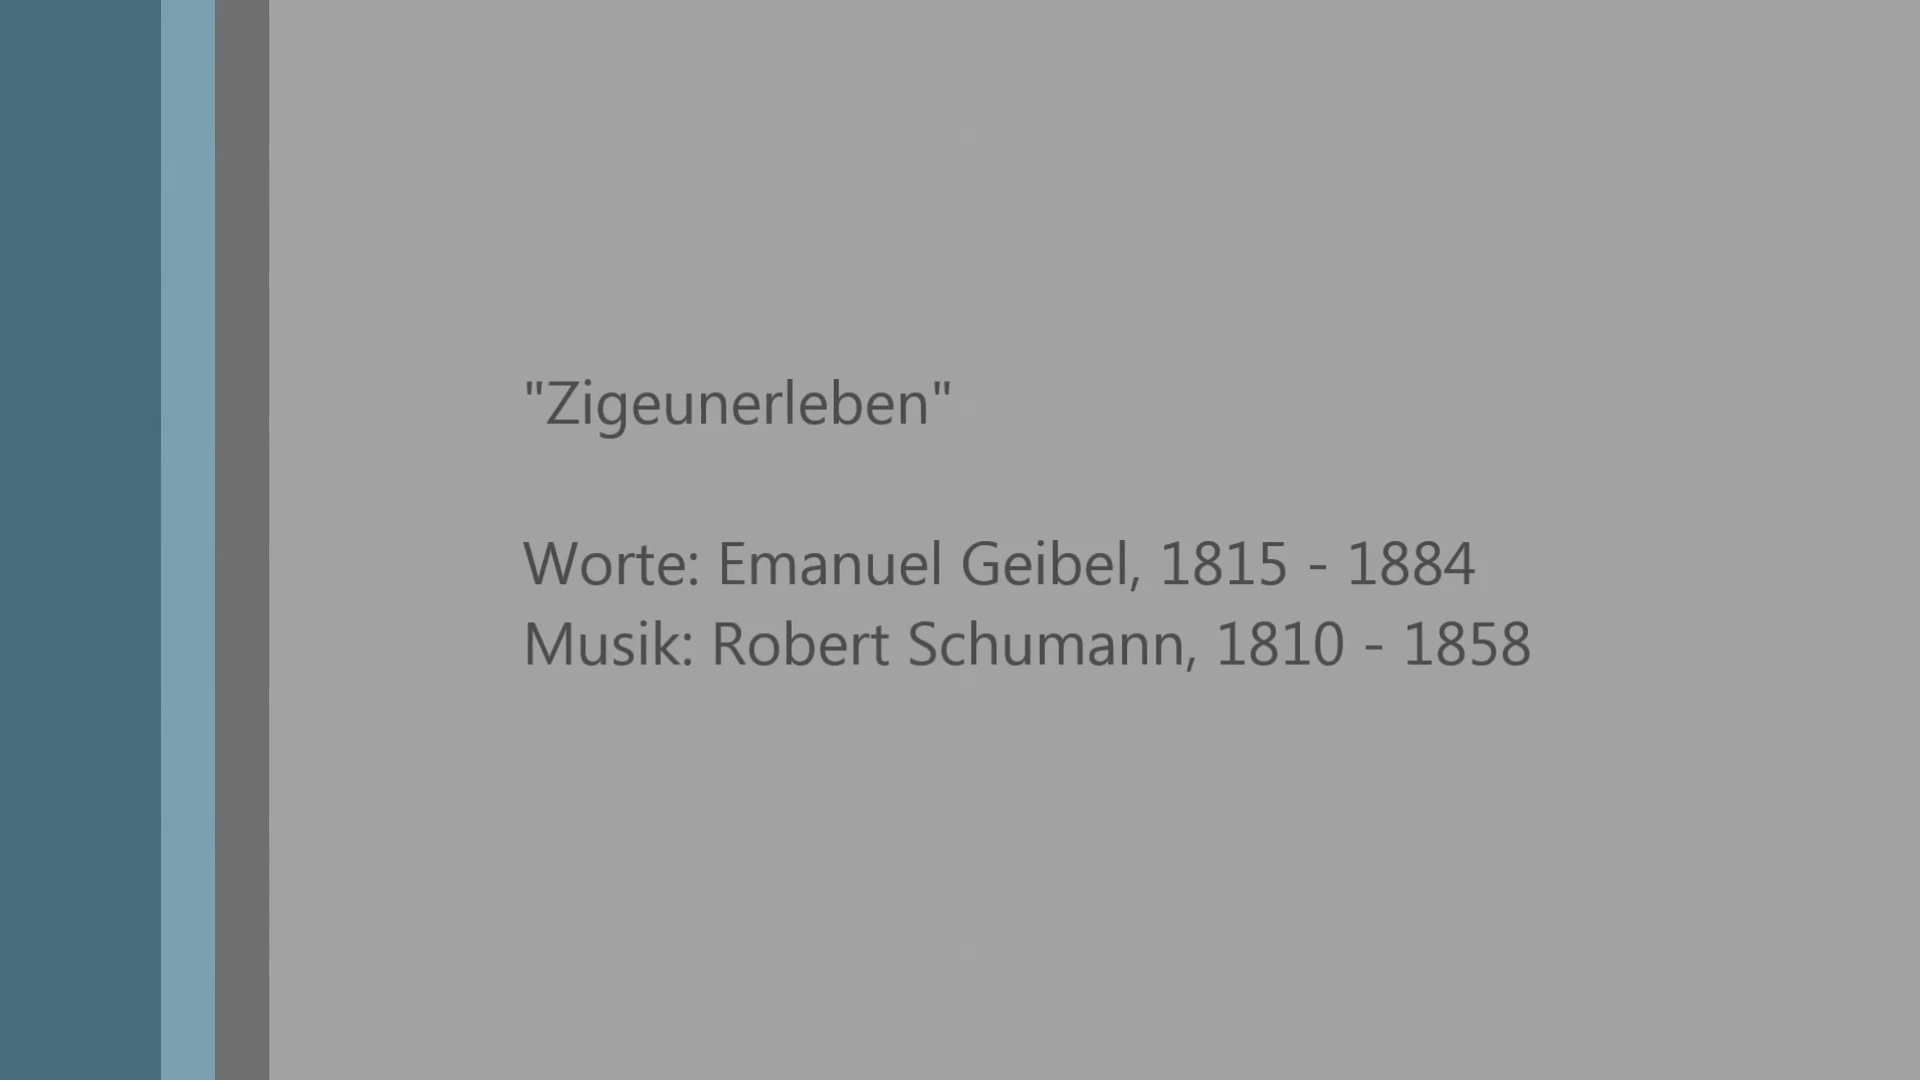 "Zigeunerleben"
Worte: Emanuel Geibel, 1815 - 1884
Musik: Robert Schumann, 1810 - 1858